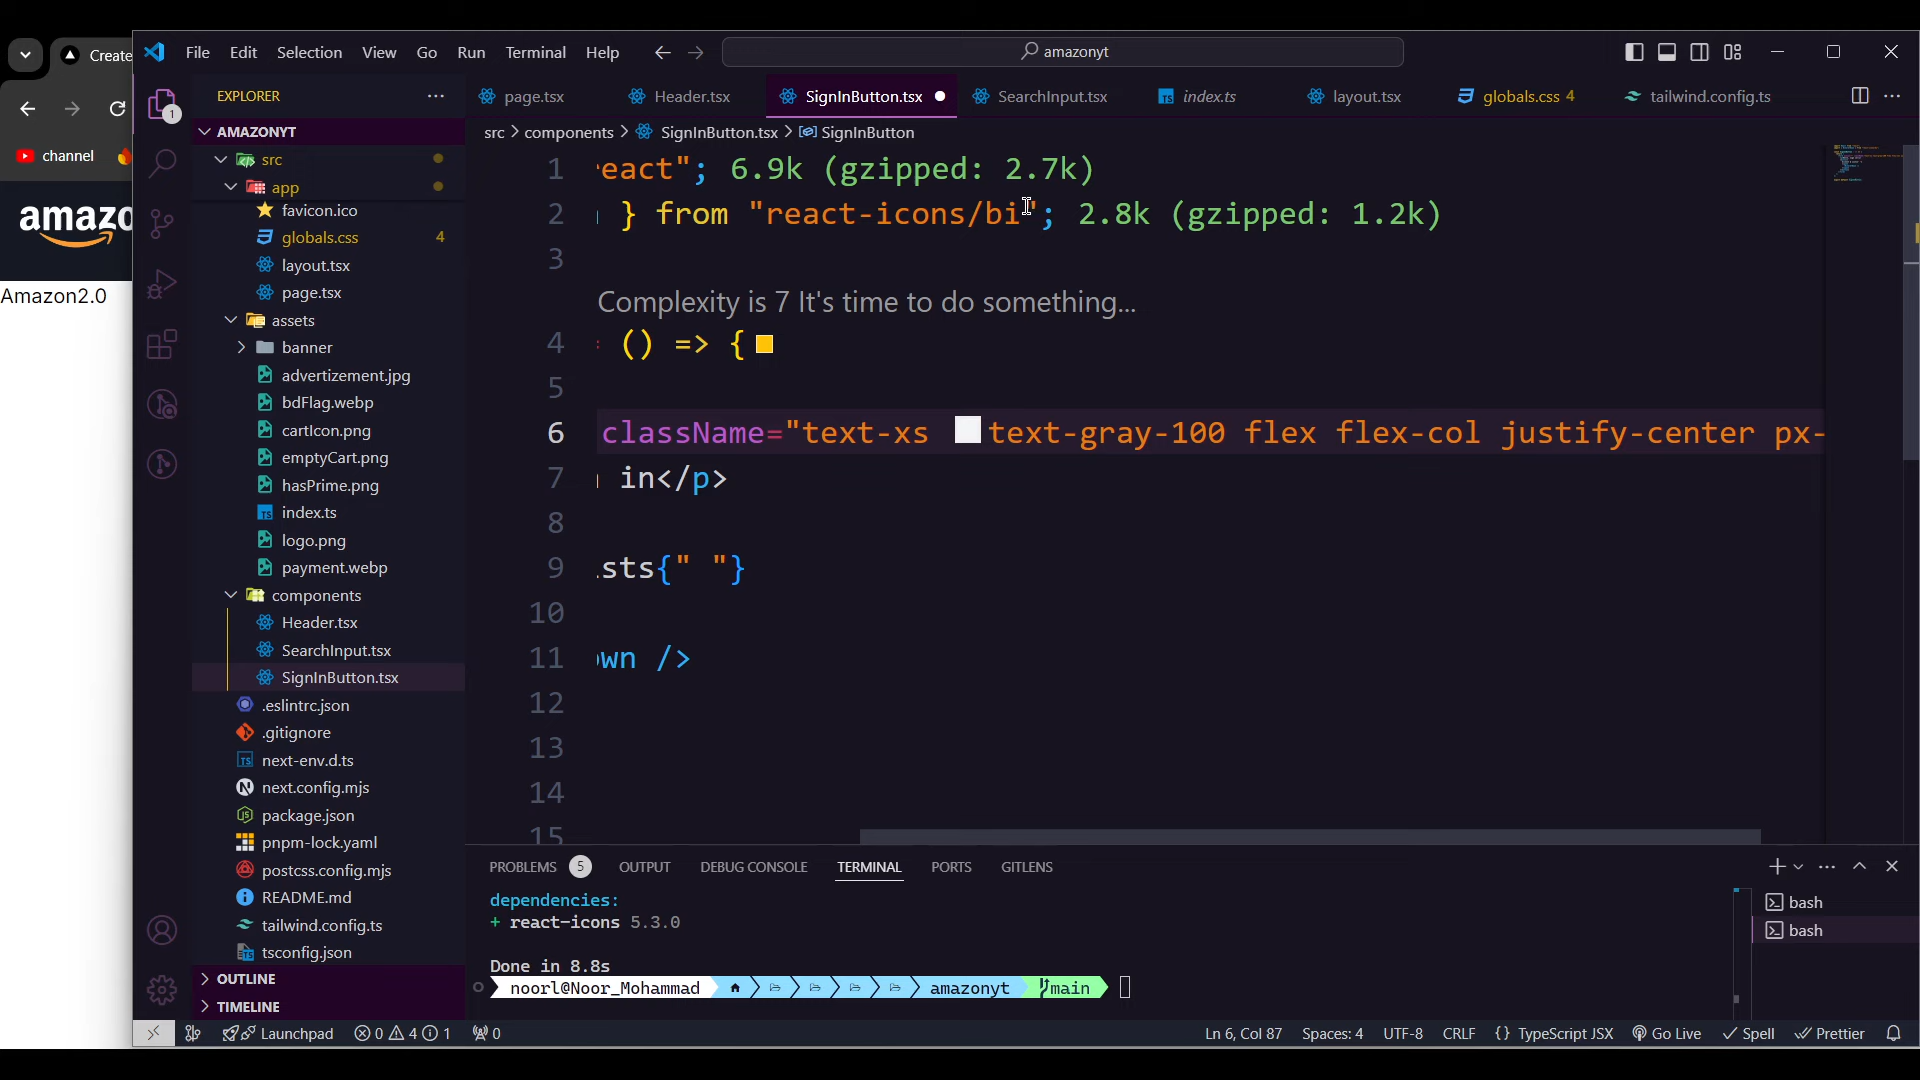 Create
channel
amazo
Amazon2.0
File Edit Selection View Go Run Terminal Help
amazonyt
EXPLORER
AMAZONYT
src
app
favicon.ico
globals.css 4
layout.tsx
page.tsx
assets
banner
advertizement.jpg
bdFlag.webp
cartIcon.png
emptyCart.png
hasPrime.png
index.ts
logo.png
payment.webp
components
Header.tsx
SearchInput.tsx
SignInButton.tsx
.eslintrc.json
.gitignore
next-env.d.ts
next.config.mjs
package.json
pnpm-lock.yaml
postcss.config.mjs
README.md
tailwind.config.ts
tsconfig.json
OUTLINE
TIMELINE
1
page.tsx Header.tsx SignInButton.tsx SearchInput.tsx index.ts layout.tsx globals.css 4 tailwind.config.ts
src > components > SignInButton.tsx > SignInButton
1 react"; 6.9k (gzipped: 2.7k)
2 } from "react-icons/bi"; 2.8k (gzipped: 1.2k)
3
Complexity is 7 It's time to do something...
4 () => {
5
6 className="text-xs text-gray-100 flex flex-col justify-center px-
7 in</p>
8
9 sts{" "}
10
11 wn />
12
13
14
15
PROBLEMS 5 OUTPUT DEBUG CONSOLE TERMINAL PORTS GITLENS
dependencies:
+ react-icons 5.3.0
Done in 8.8s
noorl@Noor_Mohammad amazonyt main
bash
bash
Launchpad 0 4 1 0 Ln 6, Col 87 Spaces: 4 UTF-8 CRLF {} TypeScript JSX Go Live Spell Prettier